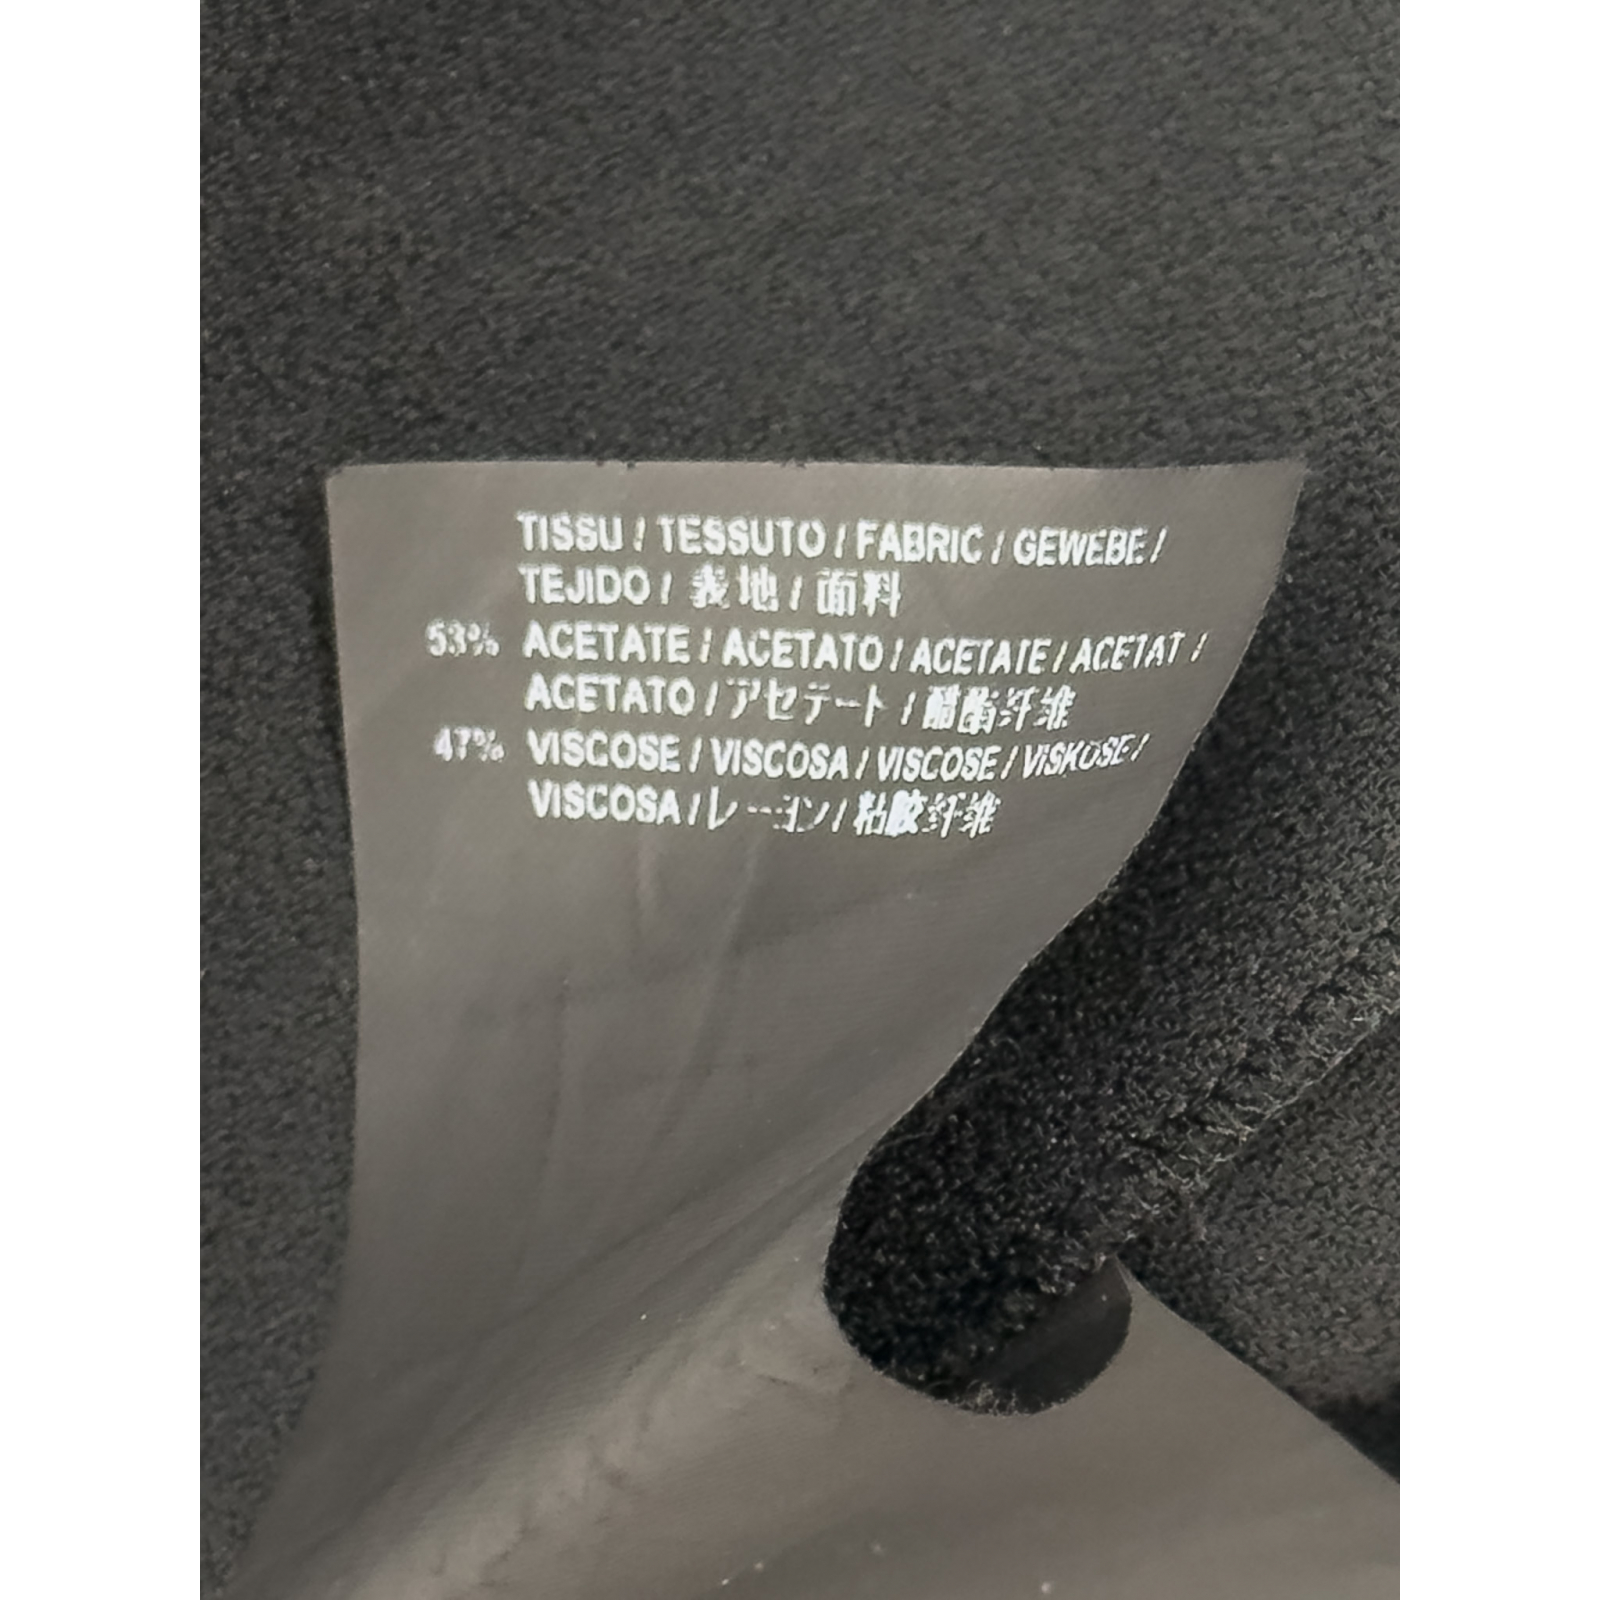 TISSU / TESSUTO / FABRIC / GEWEBE /
TEJIDO / 表地 / 面料
53% ACETATE / ACETATO / ACETATE / ACETAT /
ACETATO / アセテート / 醋酯纤维
47% VISCOSE / VISCOSA / VISCOSE / VISKOSE /
VISCOSA / レーヨン / 粘胶纤维